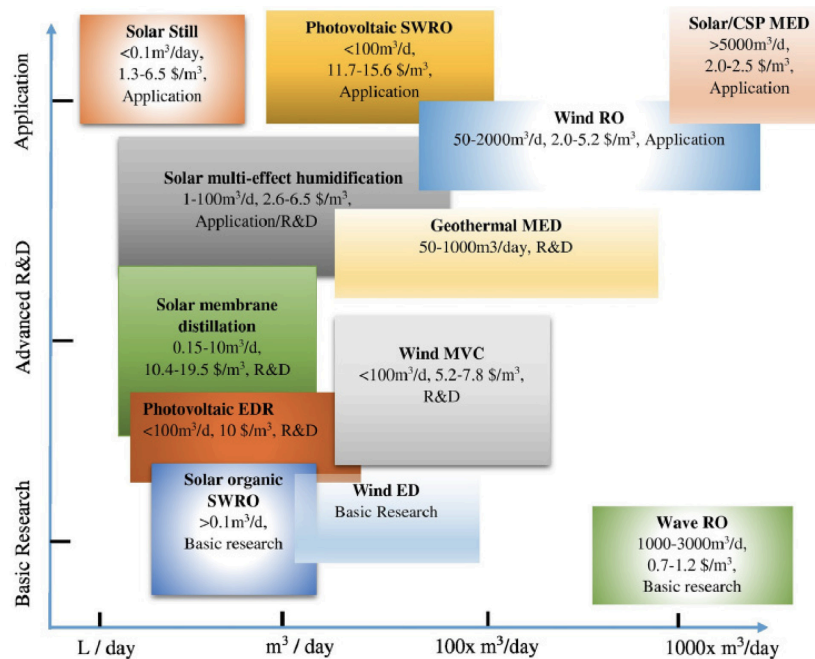 Application
Advanced R&D
Basic Research
Solar Still
<0.1m³/day,
1.3-6.5 $/m³,
Application
Photovoltaic SWRO
<100m³/d,
11.7-15.6 $/m³,
Application
Solar/CSP MED
>5000m³/d,
2.0-2.5 $/m³,
Application
Wind RO
50-2000m³/d, 2.0-5.2 $/m³, Application
Solar multi-effect humidification
1-100m³/d, 2.6-6.5 $/m³,
Application/R&D
Geothermal MED
50-1000m3/day, R&D
Solar membrane
distillation
0.15-10m³/d,
10.4-19.5 $/m³, R&D
Wind MVC
<100m³/d, 5.2-7.8 $/m³,
R&D
Photovoltaic EDR
<100m³/d, 10 $/m³, R&D
Solar organic
SWRO
>0.1m³/d,
Basic research
Wind ED
Basic Research
Wave RO
1000-3000m³/d,
0.7-1.2 $/m³,
Basic research
L / day
m³ / day
100x m³/day
1000x m³/day